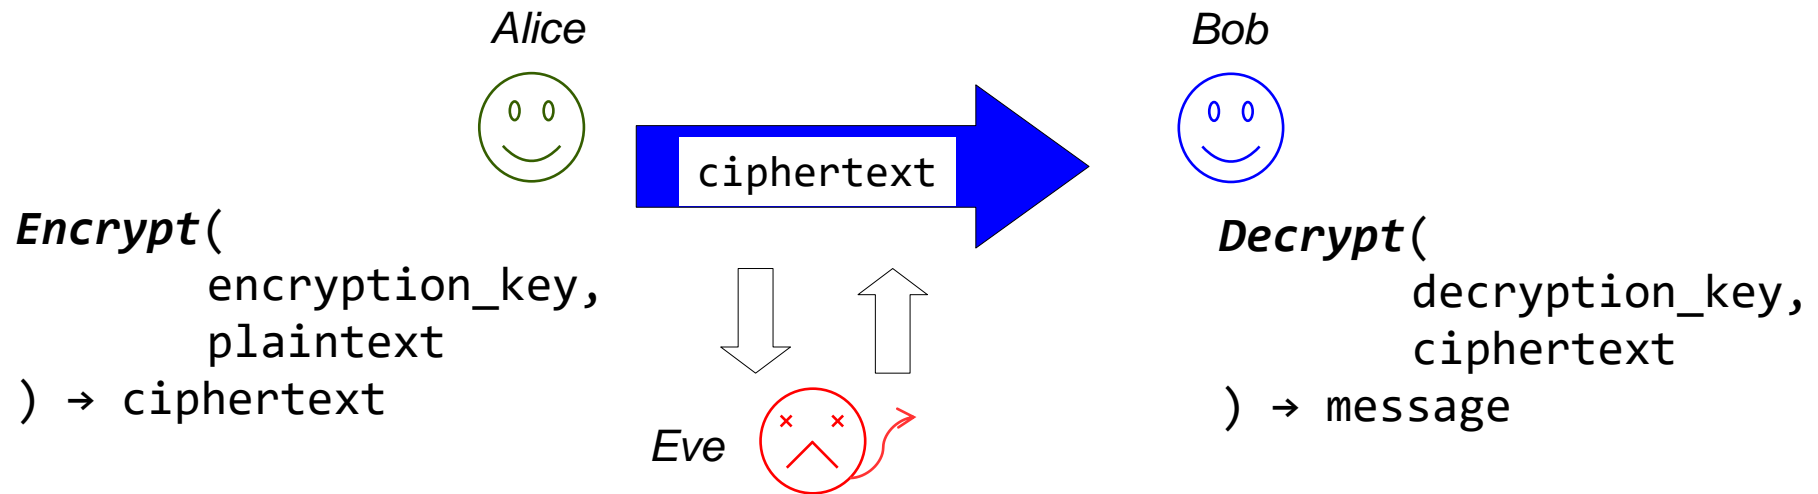 Alice
Bob
ciphertext
Encrypt(
encryption_key,
plaintext
) → ciphertext
Decrypt(
decryption_key,
ciphertext
) → message
Eve